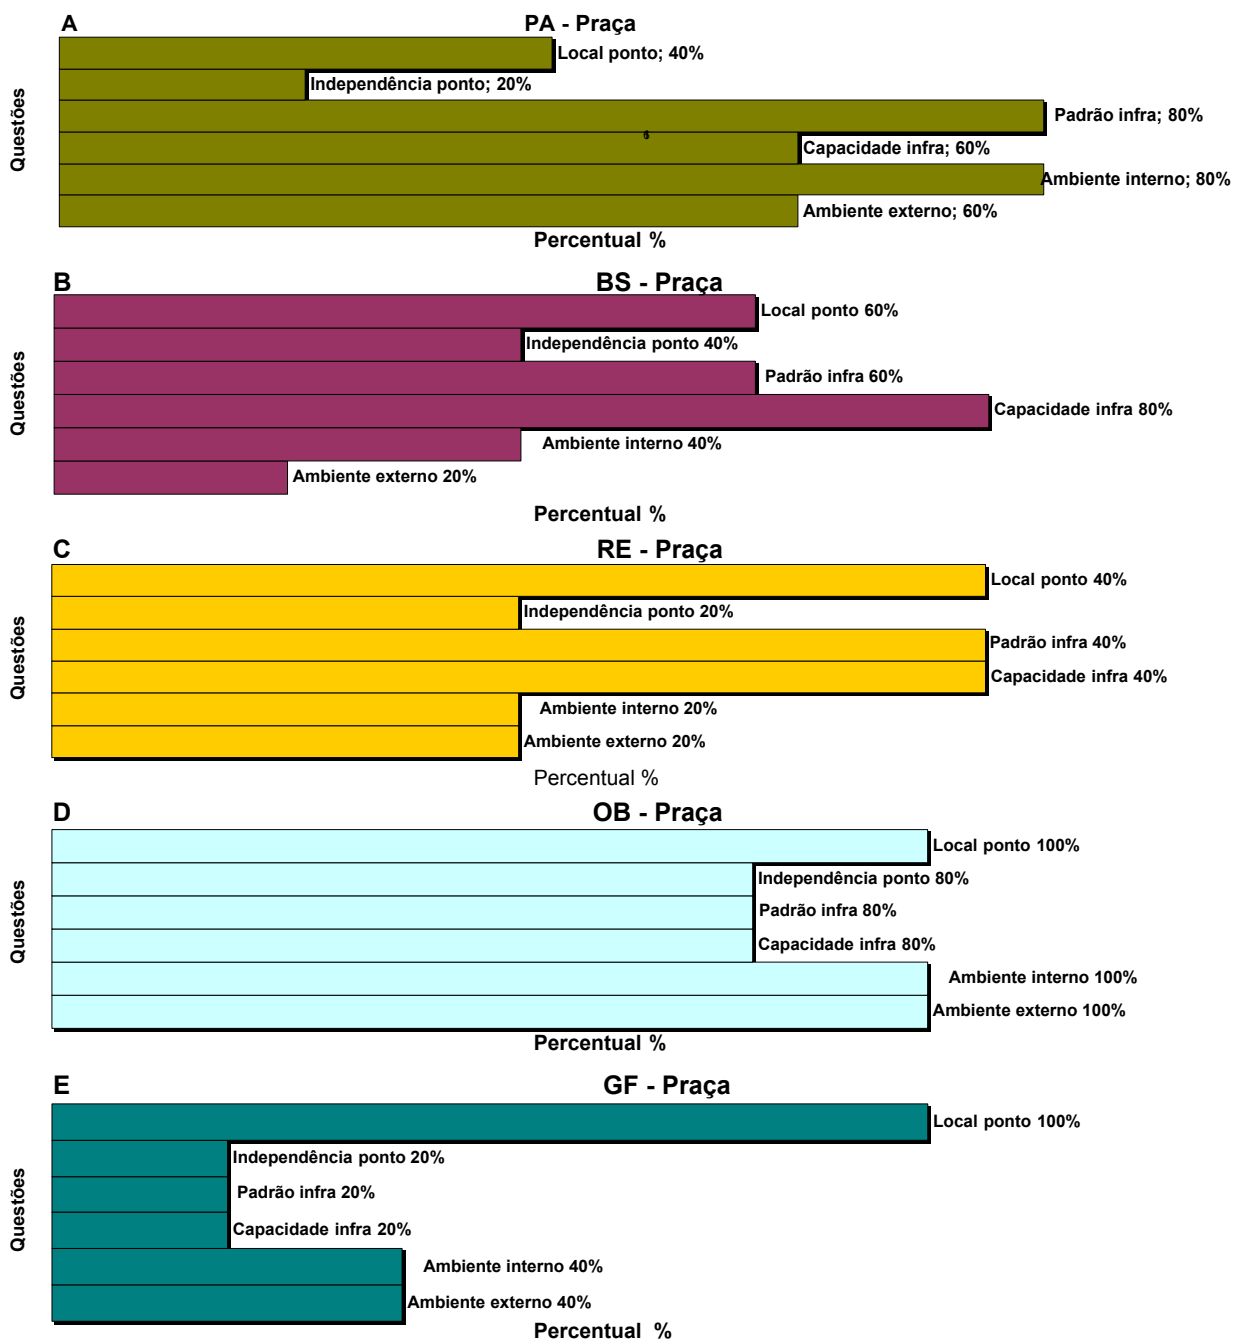 A
PA - Praça
Questões
Local ponto; 40%
Independência ponto; 20%
Padrão infra; 80%
Capacidade infra; 60%
Ambiente interno; 80%
Ambiente externo; 60%
Percentual %
B
BS - Praça
Questões
Local ponto 60%
Independência ponto 40%
Padrão infra 60%
Capacidade infra 80%
Ambiente interno 40%
Ambiente externo 20%
Percentual %
C
RE - Praça
Questões
Local ponto 40%
Independência ponto 20%
Padrão infra 40%
Capacidade infra 40%
Ambiente interno 20%
Ambiente externo 20%
Percentual %
D
OB - Praça
Questões
Local ponto 100%
Independência ponto 80%
Padrão infra 80%
Capacidade infra 80%
Ambiente interno 100%
Ambiente externo 100%
Percentual %
E
GF - Praça
Questões
Local ponto 100%
Independência ponto 20%
Padrão infra 20%
Capacidade infra 20%
Ambiente interno 40%
Ambiente externo 40%
Percentual %